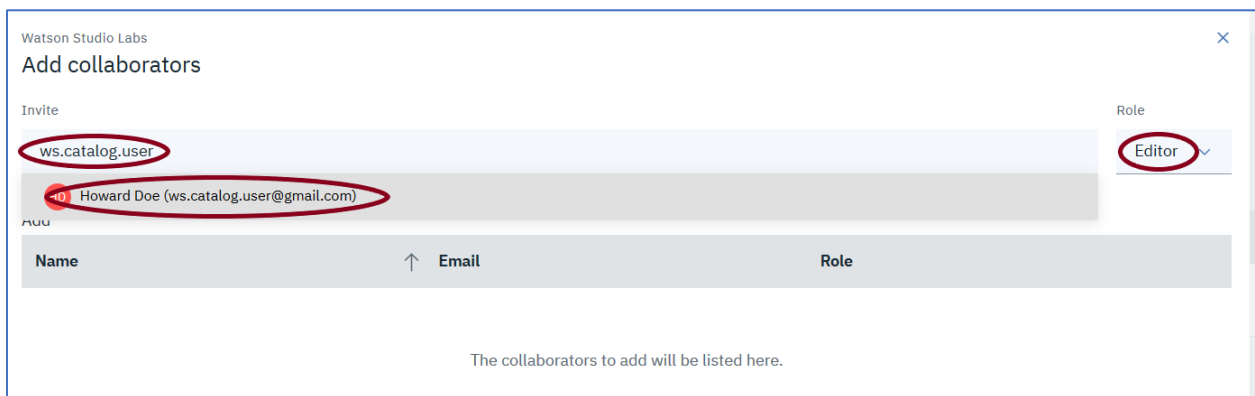 Watson Studio Labs
Add collaborators
Invite
Role
ws.catalog.user
Editor
Howard Doe (ws.catalog.user@gmail.com)
Add
Name
Email
Role
The collaborators to add will be listed here.